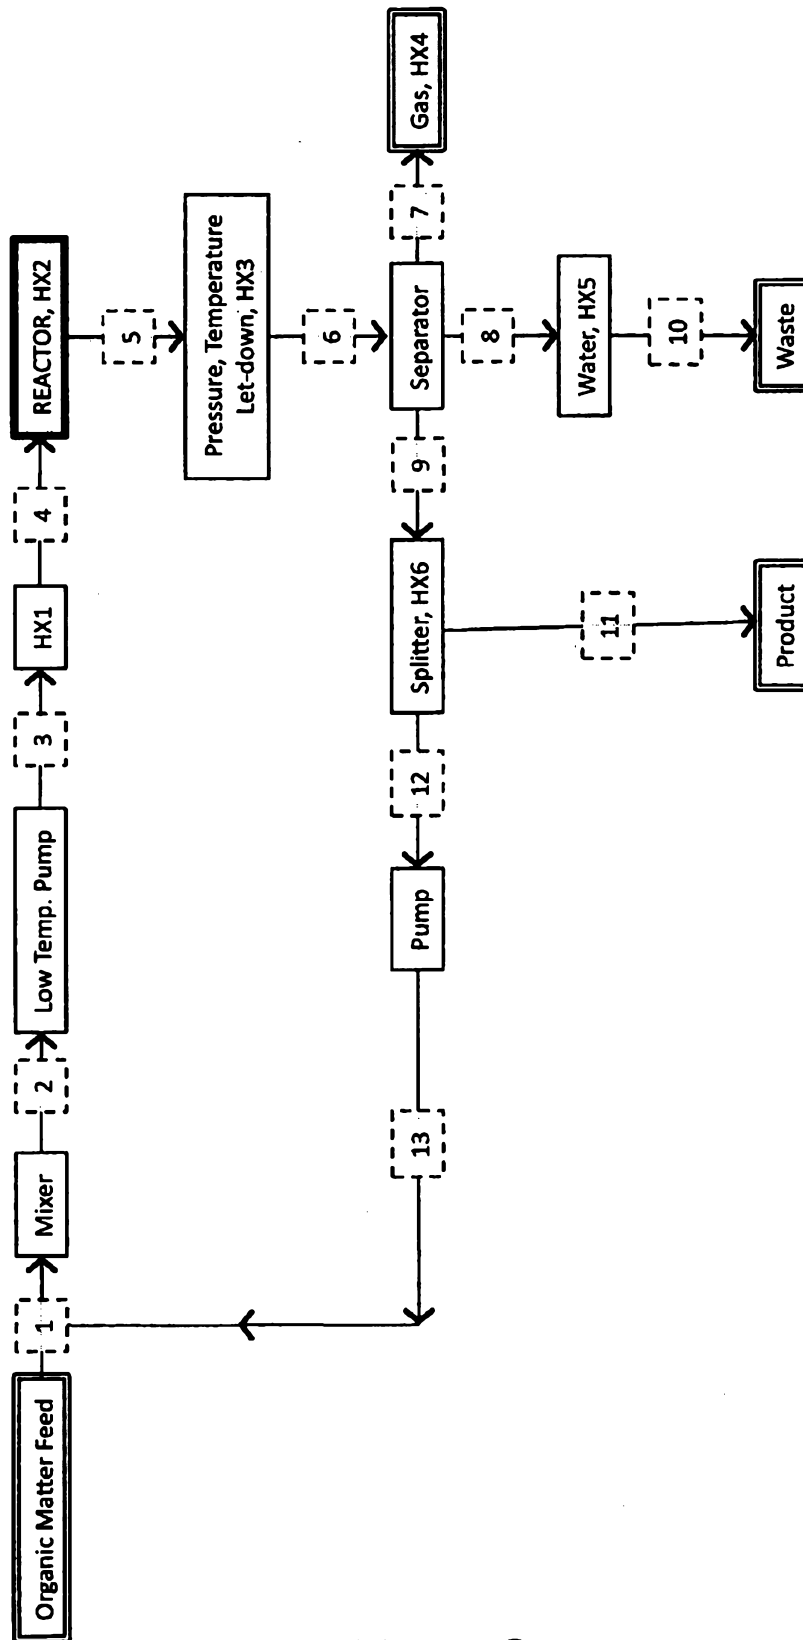 Organic Matter Feed
1
Mixer
2
Low Temp. Pump
3
HX1
4
REACTOR, HX2
5
Pressure, Temperature
Let-down, HX3
6
Separator
7
Gas, HX4
8
Water, HX5
10
Waste
9
Splitter, HX6
11
Product
12
Pump
13